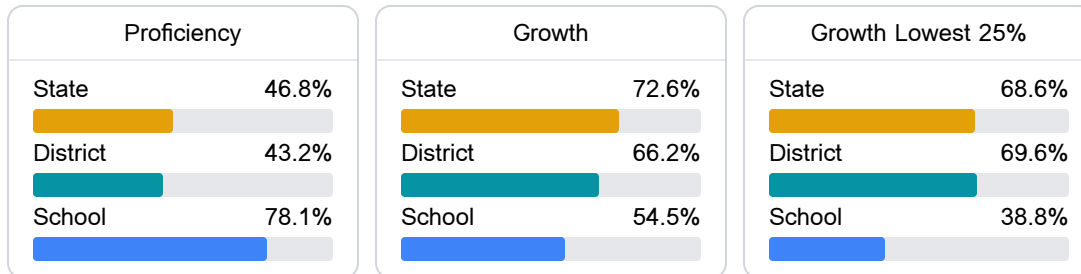 Proficiency
State 46.8%
District 43.2%
School 78.1%
Growth
State 72.6%
District 66.2%
School 54.5%
Growth Lowest 25%
State 68.6%
District 69.6%
School 38.8%